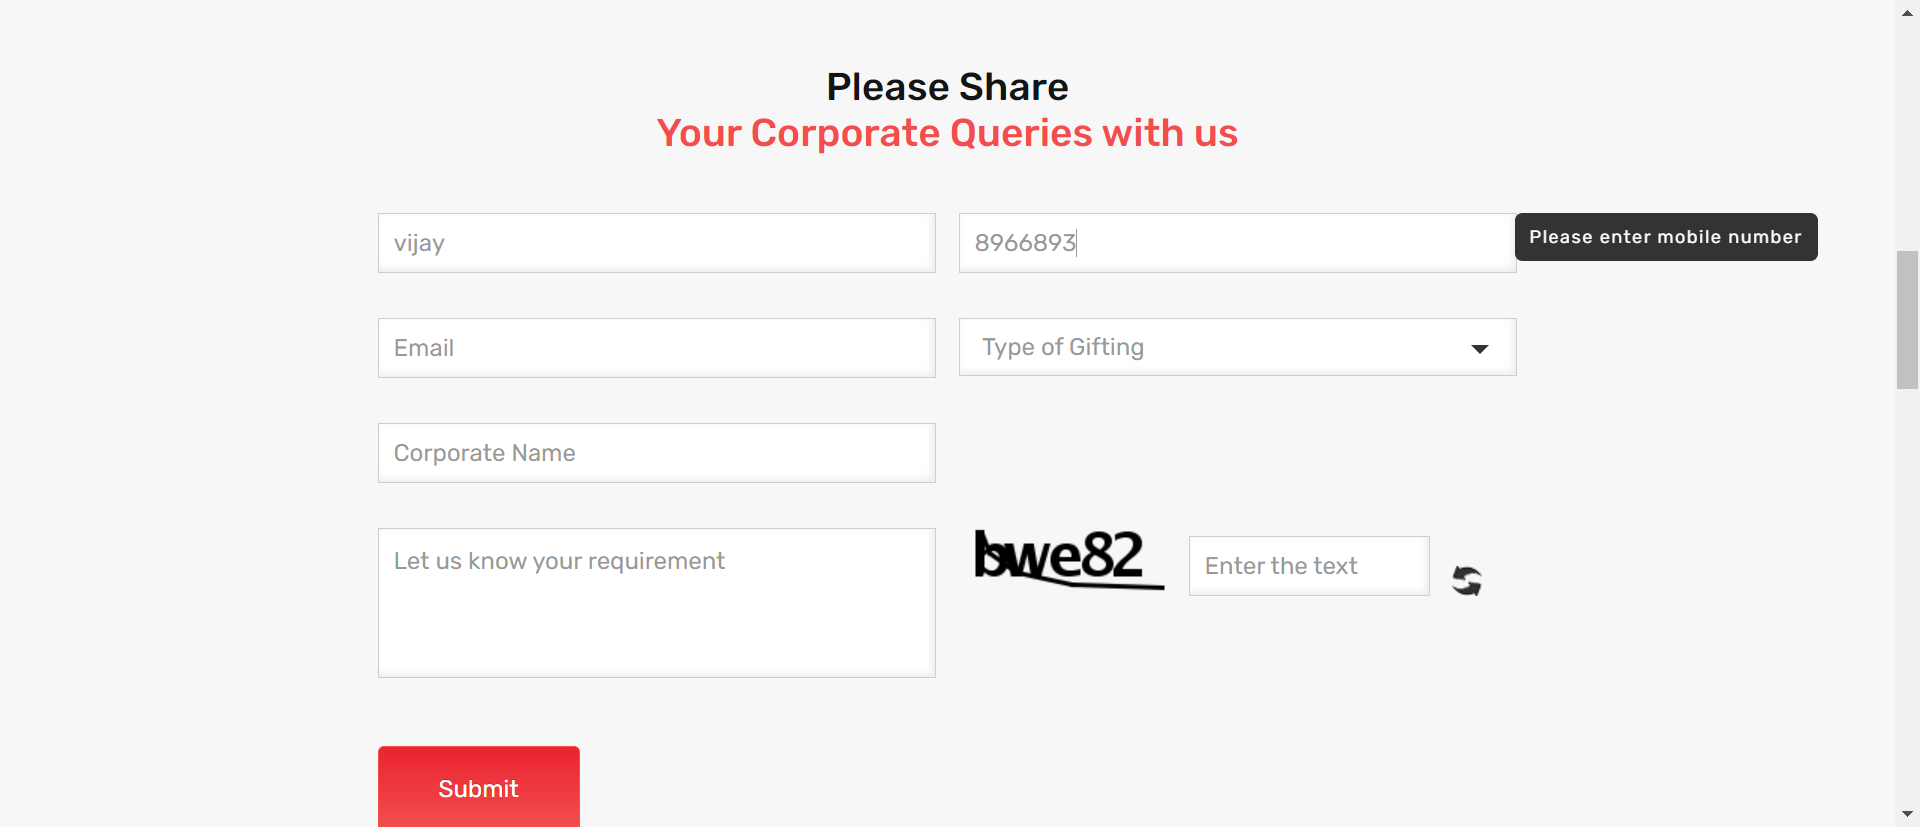 Please Share
Your Corporate Queries with us
vijay
8966893
Please enter mobile number
Email
Type of Gifting
Corporate Name
Let us know your requirement
bwe82
Enter the text
Submit